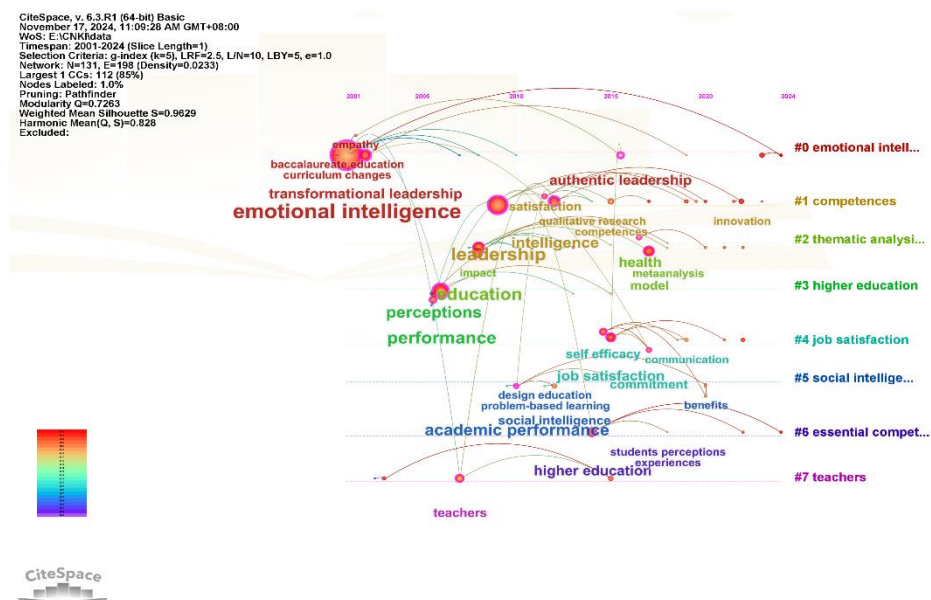 CiteSpace, v. 6.3.R1 (64-bit) Basic
November 17, 2024, 11:09:28 AM GMT+08:00
WoS: E:\CNKI\data
Timespan: 2001-2024 (Slice Length=1)
Selection Criteria: g-index (k=5), LRF=2.5, L/N=10, LBY=5, e=1.0
Network: N=131, E=198 (Density=0.0233)
Largest 1 CCs: 112 (85%)
Nodes Labeled: 1.0%
Pruning: Pathfinder
Modularity Q=0.7263
Weighted Mean Silhouette S=0.9629
Harmonic Mean(Q, S)=0.828
Excluded:
2001 2005 2010 2015 2020 2024
empathy
#0 emotional intell...
baccalaureate education
curriculum changes
authentic leadership
transformational leadership
#1 competences
emotional intelligence
satisfaction
qualitative research
innovation
competences
intelligence
#2 thematic analysi...
leadership
health
impact
metaanalysis
model
#3 higher education
education
perceptions
performance
#4 job satisfaction
self efficacy
communication
job satisfaction
#5 social intellige...
commitment
design education
problem-based learning
benefits
social intelligence
academic performance
#6 essential compet...
students perceptions
experiences
higher education
#7 teachers
teachers
CiteSpace